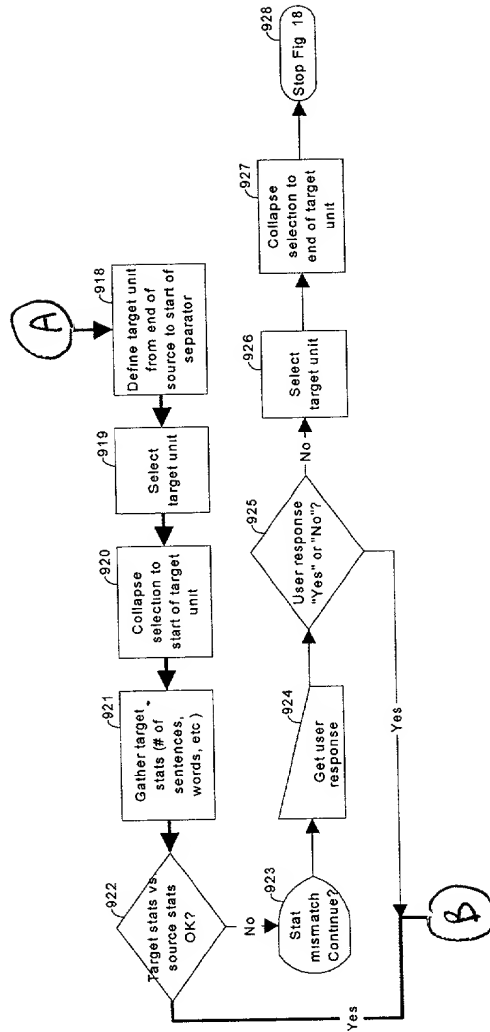 A
918
Define target unit
from end of
source to start of
separator
919
Select
target unit
920
Collapse
selection to
start of target
unit
921
Gather target
stats (# of
sentences,
words, etc )
922
Target stats vs.
source stats
OK?
No
Yes
923
Stat
mismatch
Continue?
924
Get user
response
925
User response
"Yes" or "No"?
No
Yes
926
Select
target unit
927
Collapse
selection to
end of target
unit
928
Stop Fig 18
B